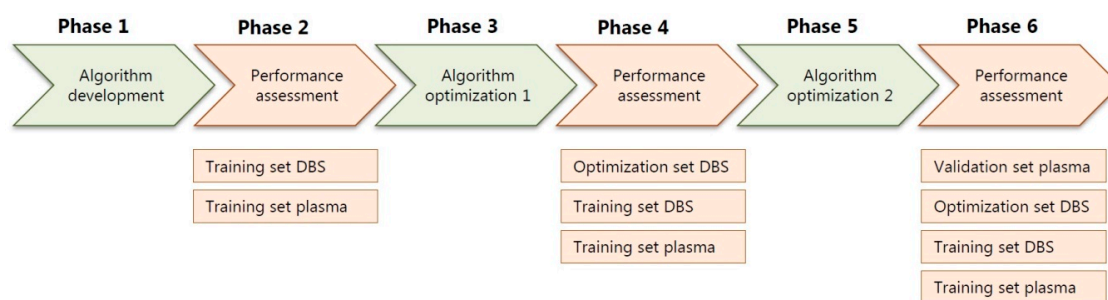 Phase 1
Phase 2
Phase 3
Phase 4
Phase 5
Phase 6
Algorithm
development
Performance
assessment
Algorithm
optimization 1
Performance
assessment
Algorithm
optimization 2
Performance
assessment
Training set DBS
Training set plasma
Optimization set DBS
Training set DBS
Training set plasma
Validation set plasma
Optimization set DBS
Training set DBS
Training set plasma